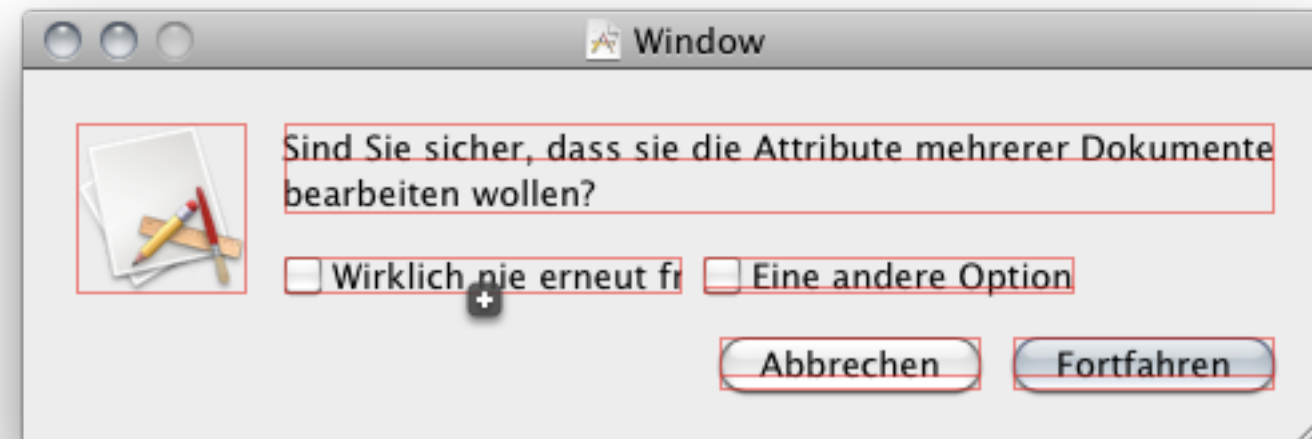 Window
Sind Sie sicher, dass sie die Attribute mehrerer Dokumente
bearbeiten wollen?
Wirklich nie erneut fr Eine andere Option
Abbrechen Fortfahren